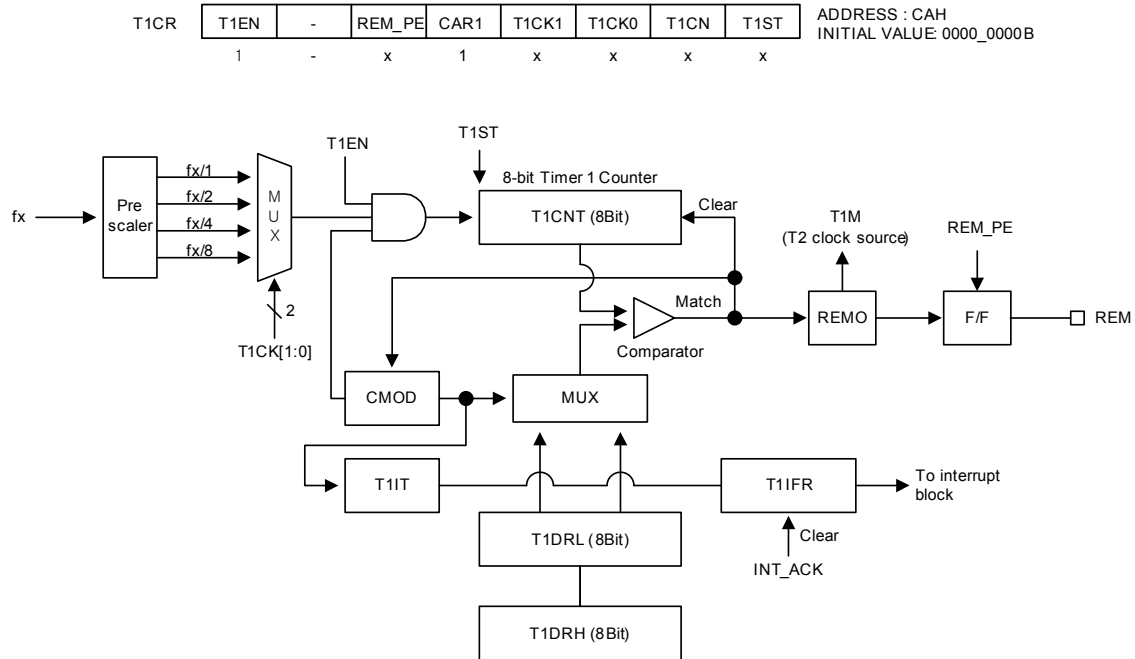 T1CR T1EN - REM_PE CAR1 T1CK1 T1CK0 T1CN T1ST
ADDRESS : CAH
INITIAL VALUE: 0000_0000B
1 - x 1 x x x x
T1EN
T1ST
8-bit Timer 1 Counter
fx
Pre
scaler
fx/1
fx/2
fx/4
fx/8
M
U
X
2
T1CK[1:0]
T1CNT (8Bit)
Clear
T1M
(T2 clock source)
REM_PE
Match
Comparator
REMO
F/F
REM
CMOD
MUX
T1IT
T1IFR
To interrupt
block
Clear
INT_ACK
T1DRL (8Bit)
T1DRH (8Bit)